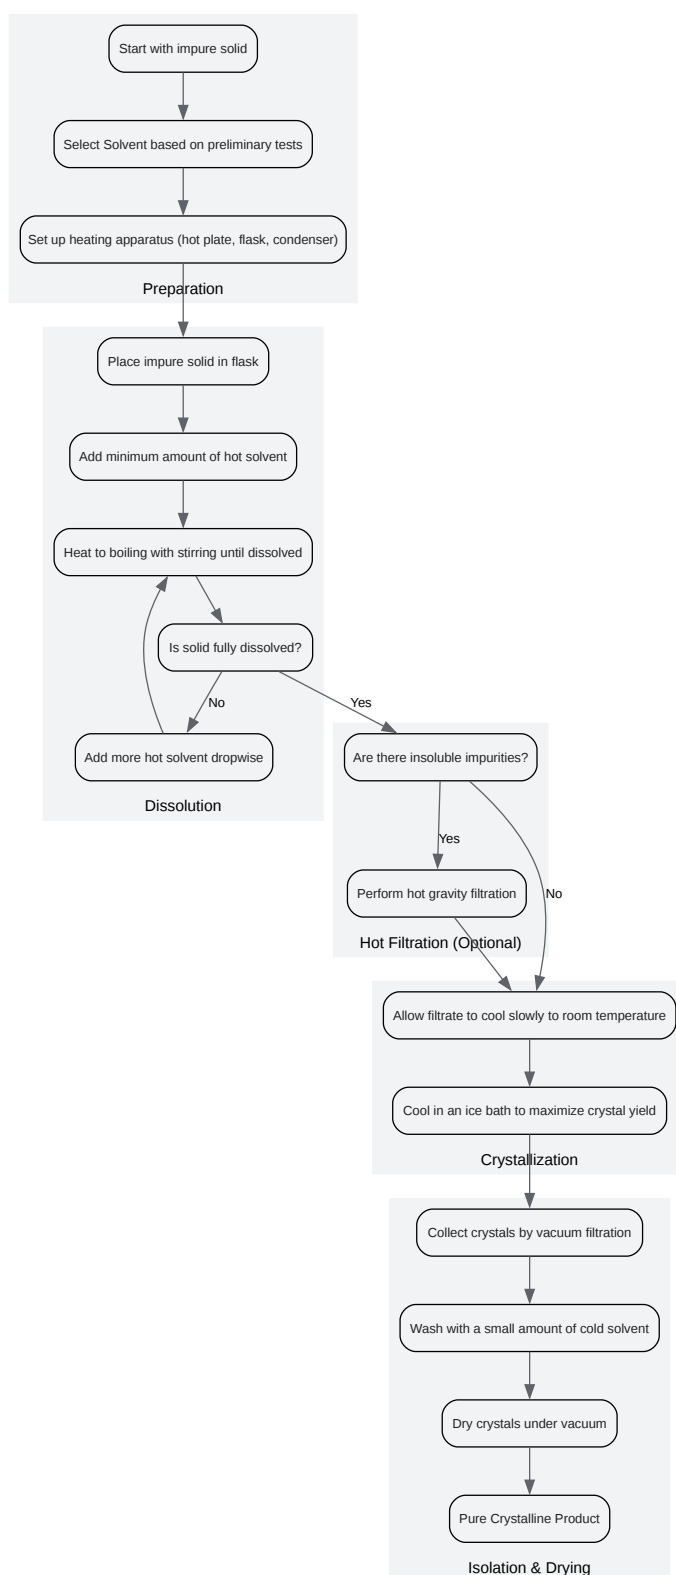 Start with impure solid
Select Solvent based on preliminary tests
Set up heating apparatus (hot plate, flask, condenser)
Preparation
Place impure solid in flask
Add minimum amount of hot solvent
Heat to boiling with stirring until dissolved
Is solid fully dissolved?
No
Yes
Add more hot solvent dropwise
Dissolution
Are there insoluble impurities?
Yes
No
Perform hot gravity filtration
Hot Filtration (Optional)
Allow filtrate to cool slowly to room temperature
Cool in an ice bath to maximize crystal yield
Crystallization
Collect crystals by vacuum filtration
Wash with a small amount of cold solvent
Dry crystals under vacuum
Pure Crystalline Product
Isolation & Drying